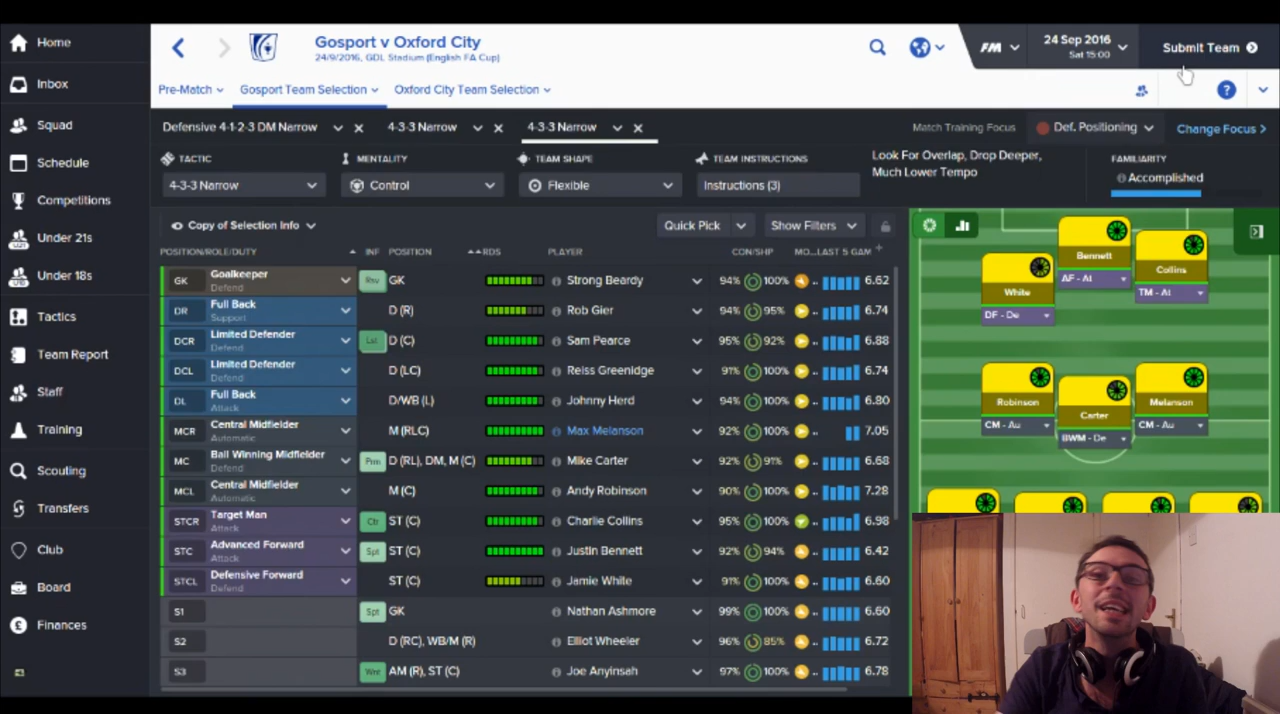 Home
Inbox
Squad
Schedule
Competitions
Under 21s
Under 18s
Tactics
Team Report
Staff
Training
Scouting
Transfers
Club
Board
Finances
Gosport v Oxford City
24/9/2016, GDL Stadium (English FA Cup)
FM
24 Sep 2016
Sat 15:00
Submit Team
Pre-Match
Gosport Team Selection
Oxford City Team Selection
?
Defensive 4-1-2-3 DM Narrow
4-3-3 Narrow
4-3-3 Narrow
Match Training Focus
Def. Positioning
Change Focus >
TACTIC
MENTALITY
TEAM SHAPE
TEAM INSTRUCTIONS
4-3-3 Narrow
Control
Flexible
Instructions (3)
Look For Overlap, Drop Deeper,
Much Lower Tempo
FAMILIARITY
Accomplished
Copy of Selection Info
Quick Pick
Show Filters
POSITION/ROLE/DUTY INF POSITION RDS PLAYER CON/SHP MO...LAST 5 GAM
GK Goalkeeper Defend Rsv GK Strong Beardy 94% 100% 6.62
DR Full Back Support D (R) Rob Gier 94% 95% 6.74
DCR Limited Defender Defend Lst D (C) Sam Pearce 95% 92% 6.88
DCL Limited Defender Defend D (LC) Reiss Greenidge 91% 100% 6.74
DL Full Back Attack D/WB (L) Johnny Herd 94% 100% 6.80
MCR Central Midfielder Automatic M (RLC) Max Melanson 92% 100% 7.05
MC Ball Winning Midfielder Defend Prm D (RL), DM, M (C) Mike Carter 92% 91% 6.68
MCL Central Midfielder Automatic M (C) Andy Robinson 90% 100% 7.28
STCR Target Man Attack Ctr ST (C) Charlie Collins 95% 100% 6.98
STC Advanced Forward Attack Spt ST (C) Justin Bennett 92% 94% 6.42
STCL Defensive Forward Defend ST (C) Jamie White 91% 100% 6.60
S1 Spt GK Nathan Ashmore 99% 100% 6.60
S2 D (RC), WB/M (R) Elliot Wheeler 96% 85% 6.72
S3 Wnt AM (R), ST (C) Joe Anyinsah 97% 100% 6.78
Bennett
AF - At
White
DF - De
Collins
TM - At
Robinson
CM - Au
Carter
BWM - De
Melanson
CM - Au